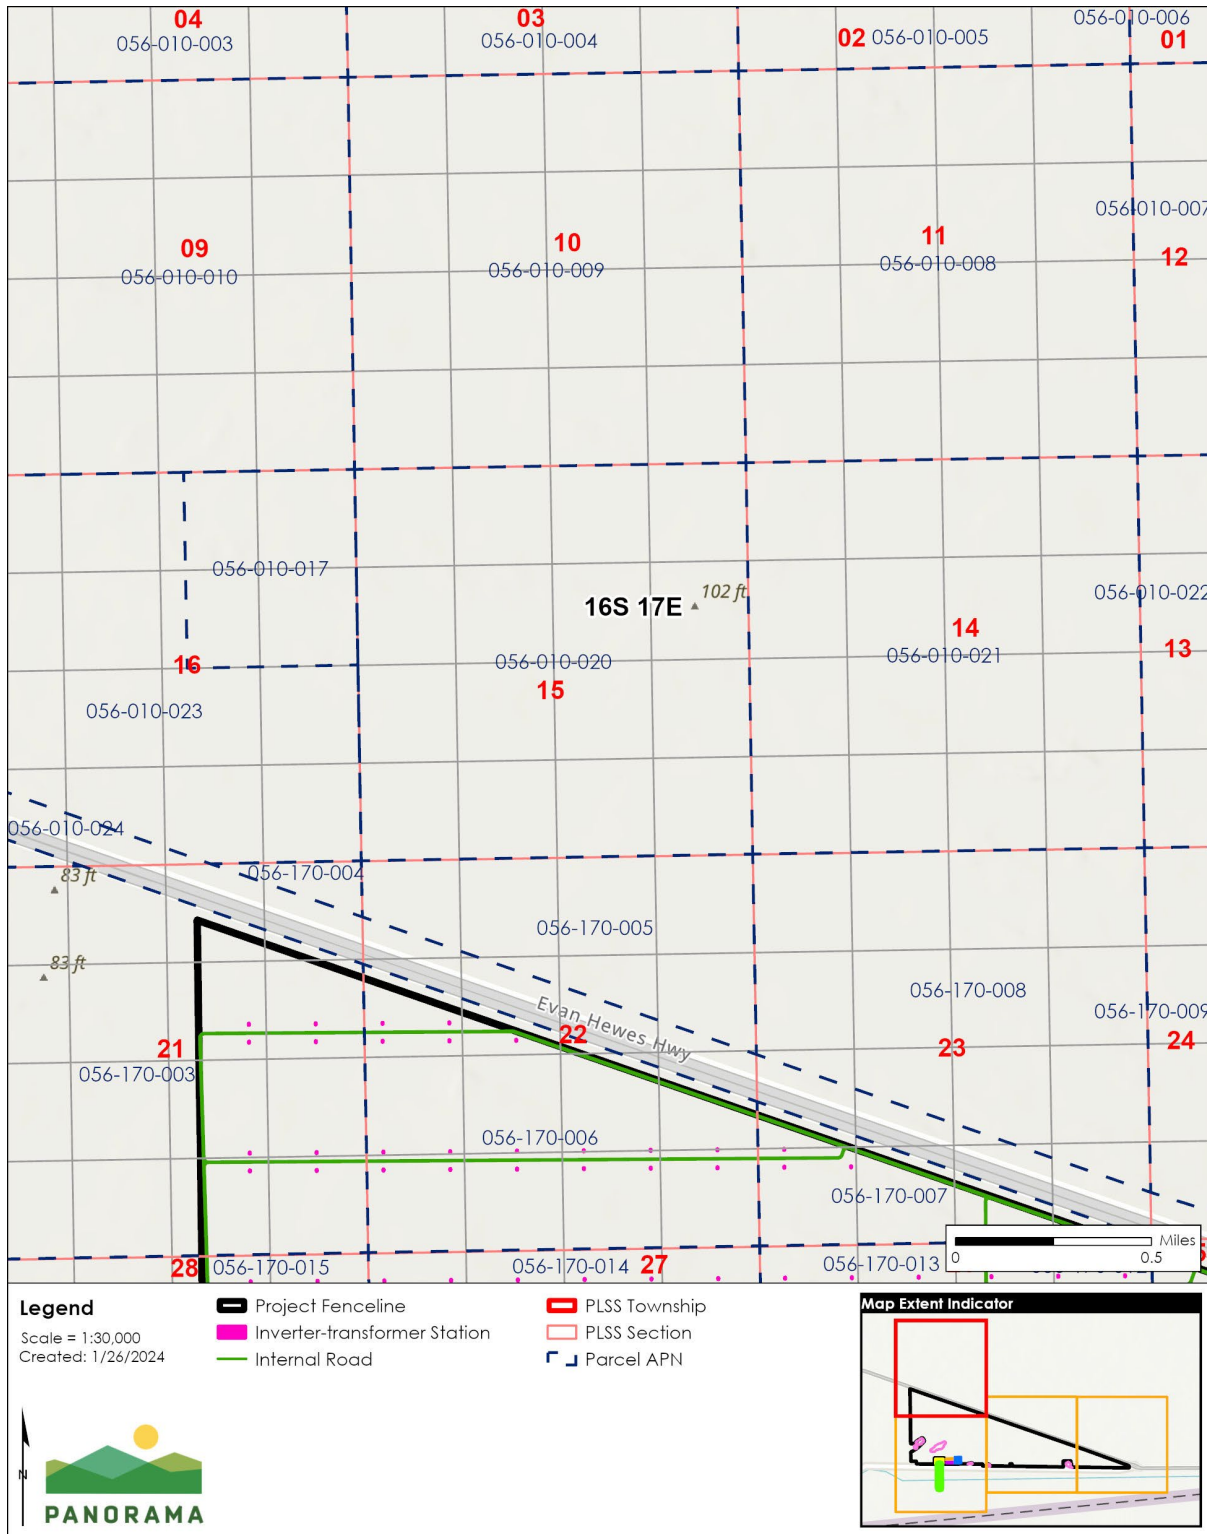 04
03
056-010-006
056-010-003
056-010-004
02 056-010-005
01
056-010-007
09
10
11
12
056-010-010
056-010-009
056-010-008
056-010-017
102 ft
16S 17E
056-010-022
14
13
16
056-010-020
056-010-021
15
056-010-023
056-010-024
83 ft
056-170-004
056-170-005
83 ft
056-170-008
Evan Hewes Hwy
056-170-009
21
22
23
24
056-170-003
056-170-006
056-170-007
28 056-170-015
056-170-014 27
056-170-013
0 0.5 Miles
Legend
Scale = 1:30,000
Created: 1/26/2024
Project Fenceline
Inverter-transformer Station
Internal Road
PLSS Township
PLSS Section
Parcel APN
Map Extent Indicator
N
PANORAMA